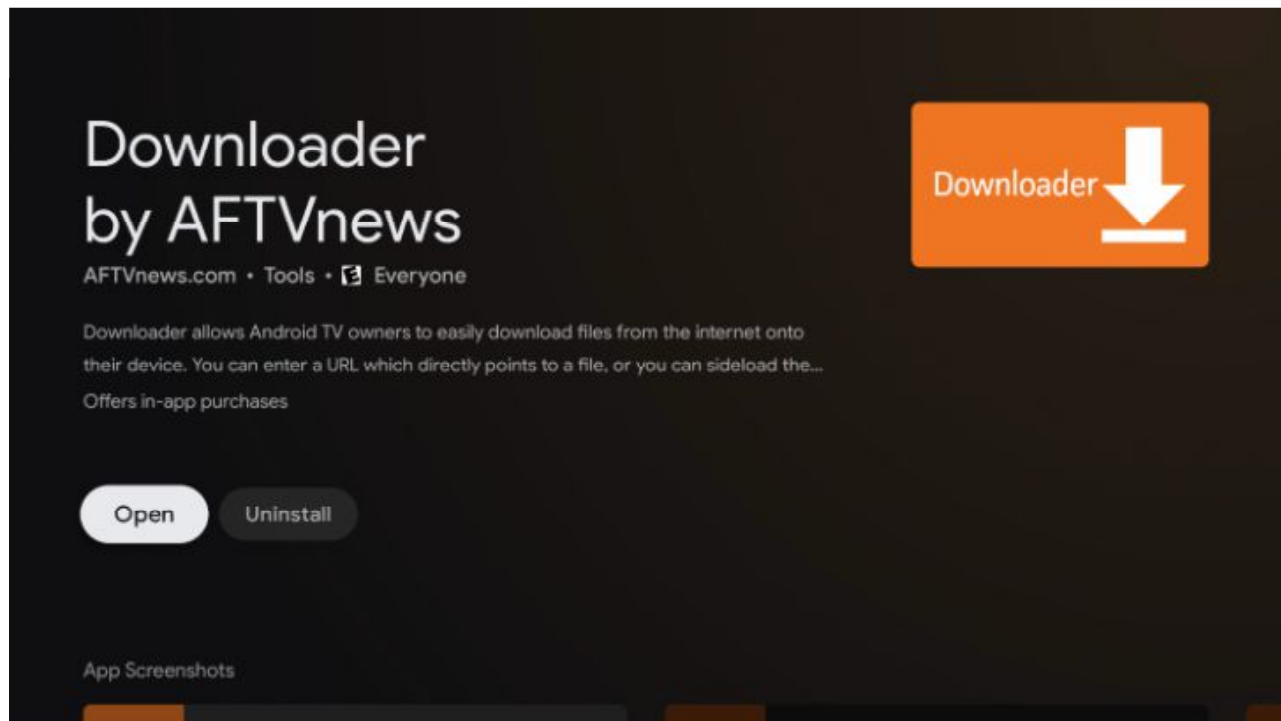 Downloader
by AFTVnews
AFTVnews.com • Tools • E Everyone
Downloader allows Android TV owners to easily download files from the internet onto
their device. You can enter a URL which directly points to a file, or you can sideload the...
Offers in-app purchases
Downloader
Open Uninstall
App Screenshots